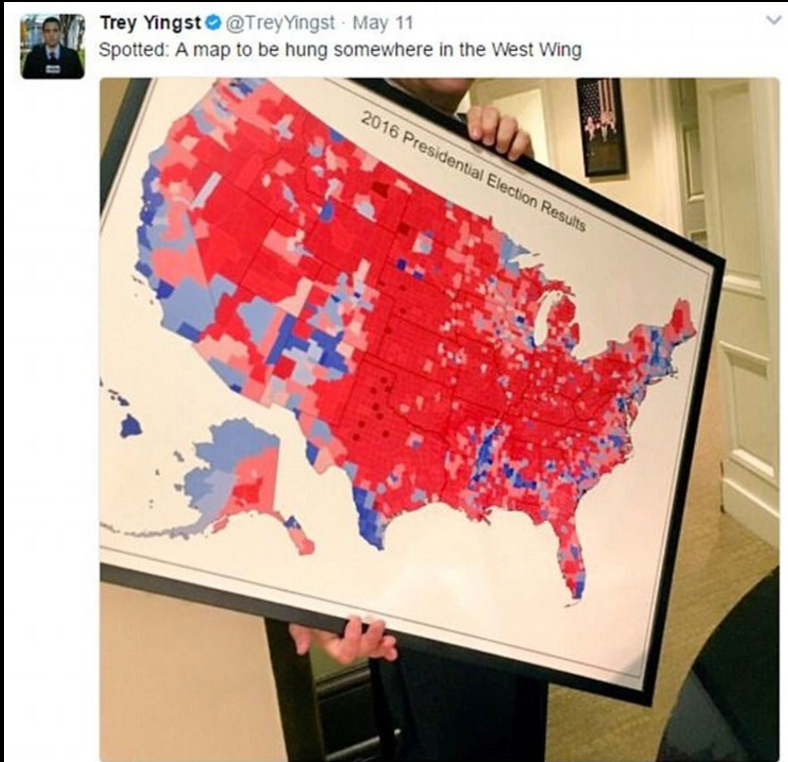 Trey Yingst @TreyYingst · May 11
Spotted: A map to be hung somewhere in the West Wing
2016 Presidential Election Results